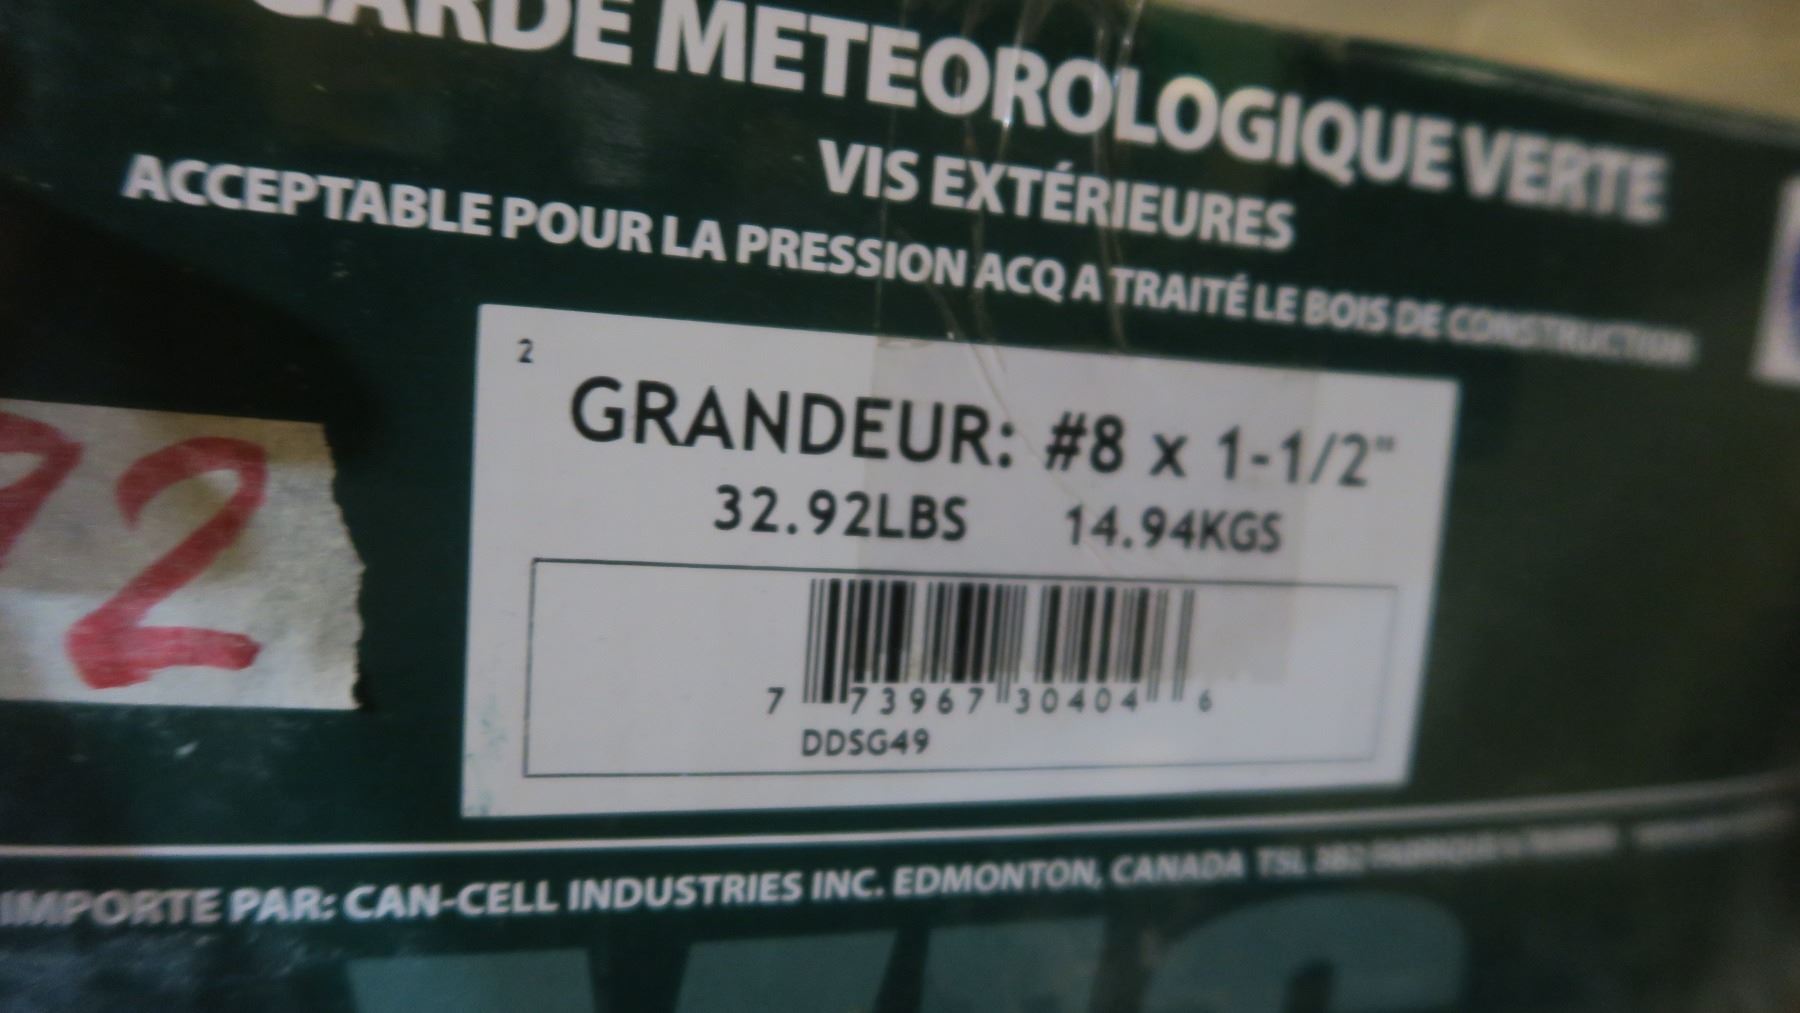 GARDE METEOROLOGIQUE VERTE
VIS EXTÉRIEURES
ACCEPTABLE POUR LA PRESSION ACQ A TRAITÉ LE BOIS DE CONSTRUCTION
2
GRANDEUR: #8 x 1-1/2"
32.92LBS 14.94KGS
92
7 73967 30404 6
DDSG49
IMPORTE PAR: CAN-CELL INDUSTRIES INC. EDMONTON, CANADA
VIS